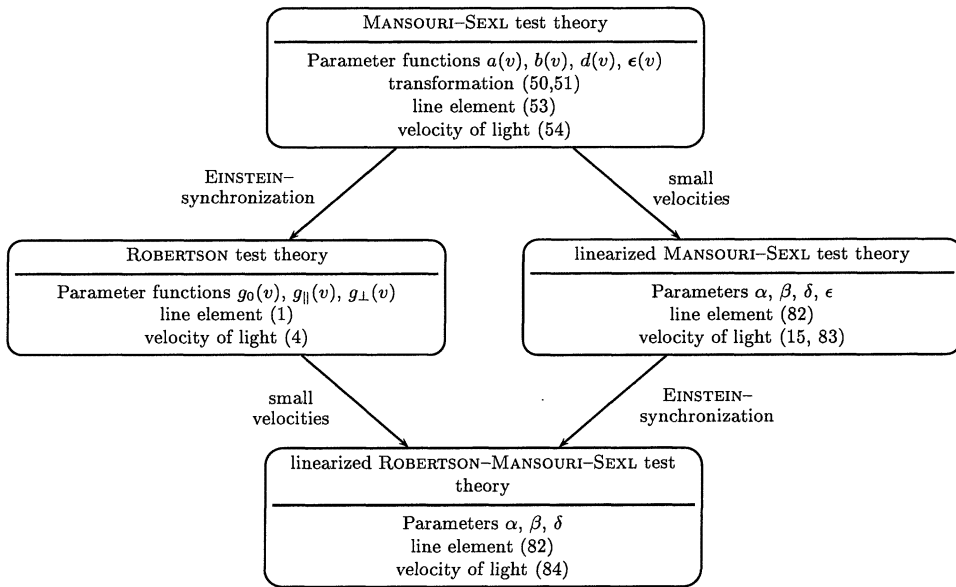 MANSOURI–SEXL test theory
Parameter functions a(v), b(v), d(v), ϵ(v)
transformation (50,51)
line element (53)
velocity of light (54)
EINSTEIN–
synchronization
small
velocities
ROBERTSON test theory
Parameter functions g₀(v), g∥(v), g⊥(v)
line element (1)
velocity of light (4)
linearized MANSOURI–SEXL test theory
Parameters α, β, δ, ϵ
line element (82)
velocity of light (15, 83)
small
velocities
EINSTEIN–
synchronization
linearized ROBERTSON–MANSOURI–SEXL test
theory
Parameters α, β, δ
line element (82)
velocity of light (84)